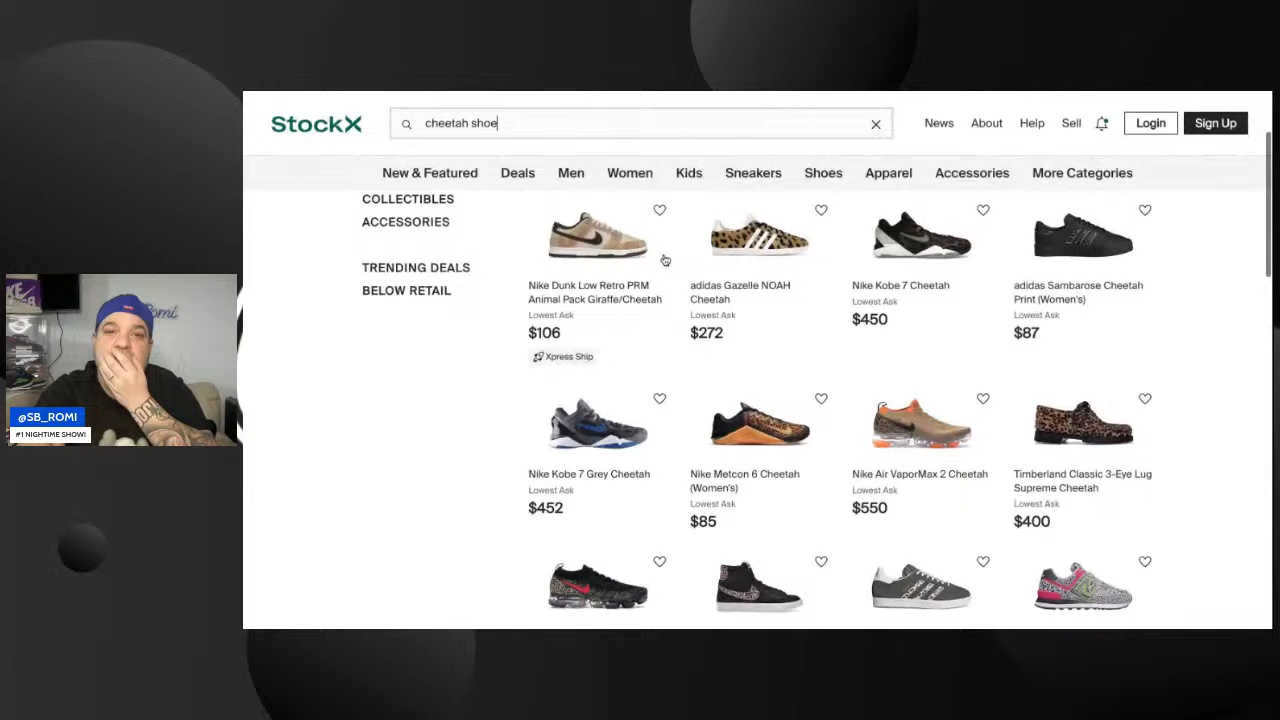 StockX
cheetah shoe
News
About
Help
Sell
Login
Sign Up
New & Featured
Deals
Men
Women
Kids
Sneakers
Shoes
Apparel
Accessories
More Categories
COLLECTIBLES
ACCESSORIES
TRENDING DEALS
BELOW RETAIL
Nike Dunk Low Retro PRM
Animal Pack Giraffe/Cheetah
Lowest Ask
$106
Xpress Ship
adidas Gazelle NOAH
Cheetah
Lowest Ask
$272
Nike Kobe 7 Cheetah
Lowest Ask
$450
adidas Sambarose Cheetah
Print (Women's)
Lowest Ask
$87
Nike Kobe 7 Grey Cheetah
Lowest Ask
$452
Nike Metcon 6 Cheetah
(Women's)
Lowest Ask
$85
Nike Air VaporMax 2 Cheetah
Lowest Ask
$550
Timberland Classic 3-Eye Lug
Supreme Cheetah
Lowest Ask
$400
@SB_ROMI
#1 NIGHTIME SHOW!